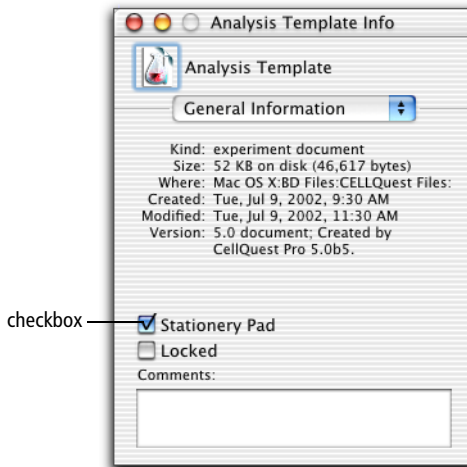 Analysis Template Info
Analysis Template
General Information
Kind: experiment document
Size: 52 KB on disk (46,617 bytes)
Where: Mac OS X:BD Files:CELLQuest Files:
Created: Tue, Jul 9, 2002, 9:30 AM
Modified: Tue, Jul 9, 2002, 11:30 AM
Version: 5.0 document; Created by
CellQuest Pro 5.0b5.
checkbox
Stationery Pad
Locked
Comments: